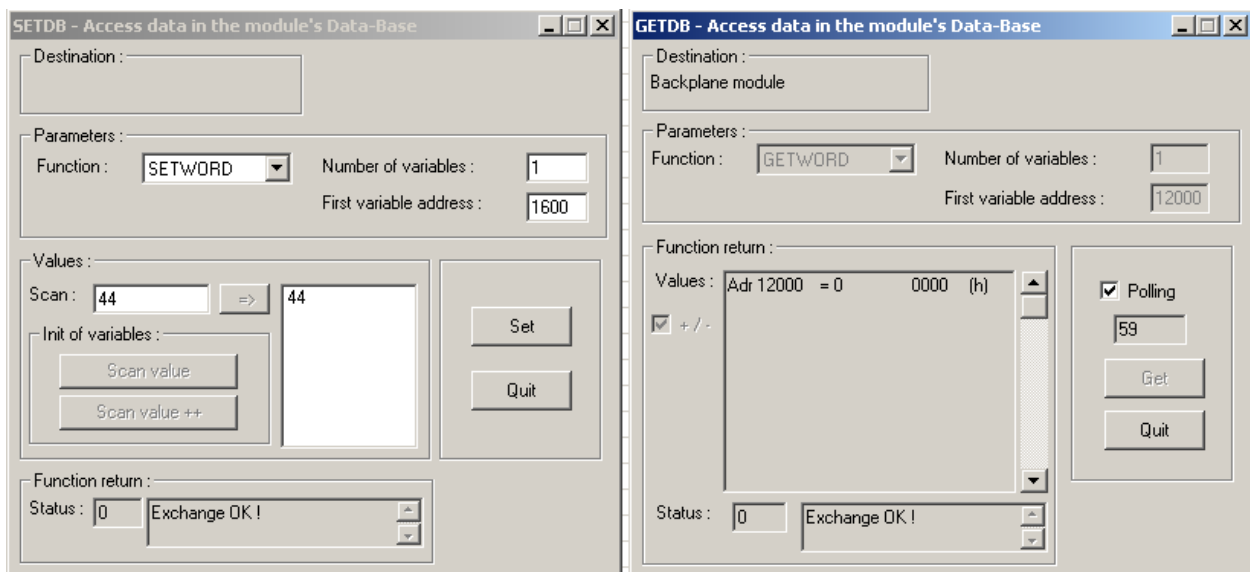 SETDB - Access data in the module's Data-Base
Destination :
Parameters :
Function : SETWORD Number of variables : 1
First variable address : 1600
Values :
Scan : 44 => 44
Init of variables :
Scan value
Scan value ++
Set
Quit
Function return :
Status : 0 Exchange OK !
GETDB - Access data in the module's Data-Base
Destination :
Backplane module
Parameters :
Function : GETWORD Number of variables : 1
First variable address : 12000
Function return :
Values : Adr 12000 = 0 0000 (h)
+ / -
Polling
59
Get
Quit
Status : 0 Exchange OK !